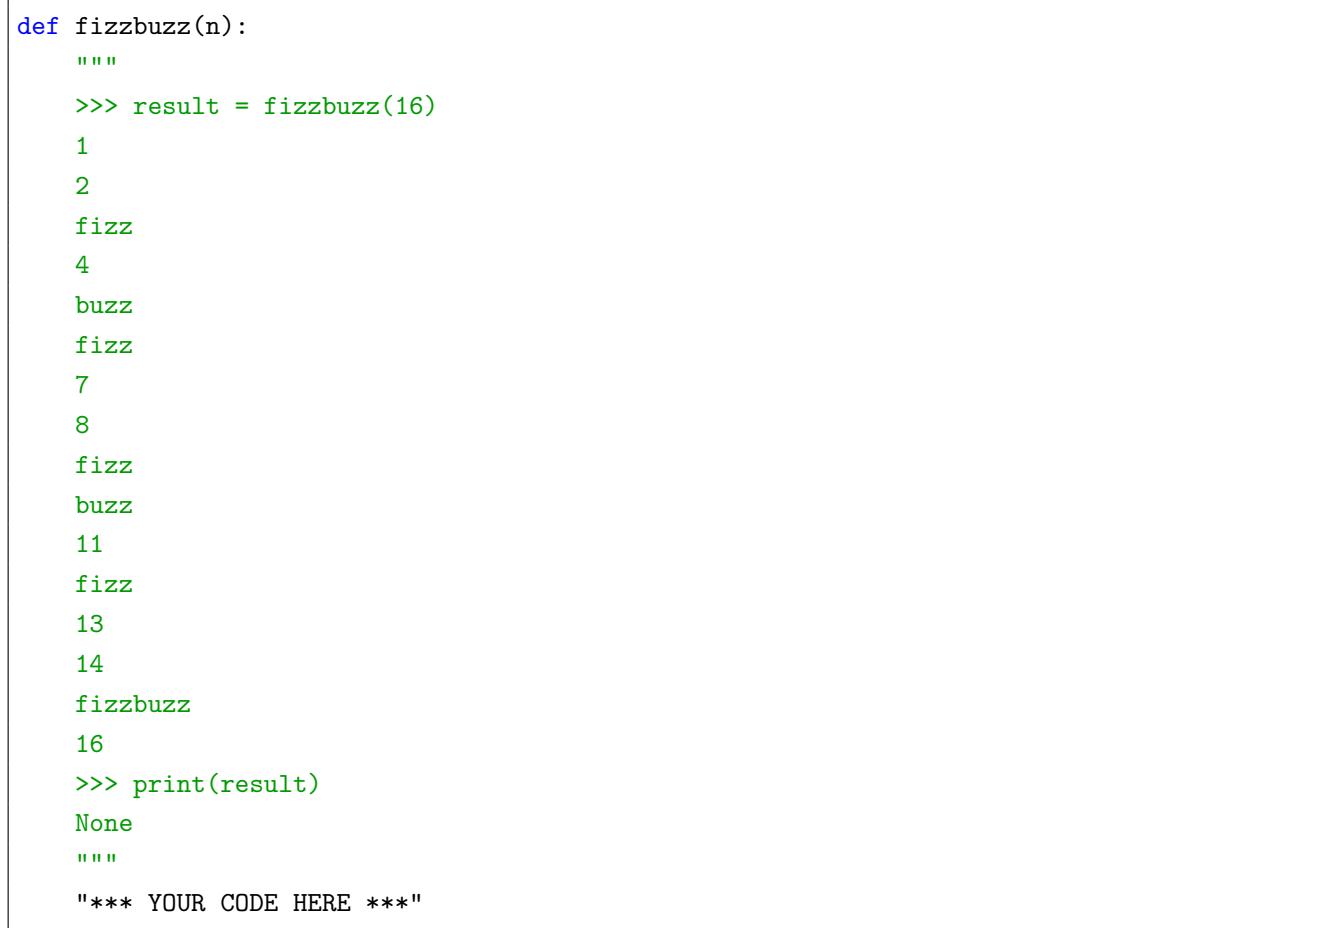 def fizzbuzz(n):
    """
    >>> result = fizzbuzz(16)
    1
    2
    fizz
    4
    buzz
    fizz
    7
    8
    fizz
    buzz
    11
    fizz
    13
    14
    fizzbuzz
    16
    >>> print(result)
    None
    """
    "*** YOUR CODE HERE ***"